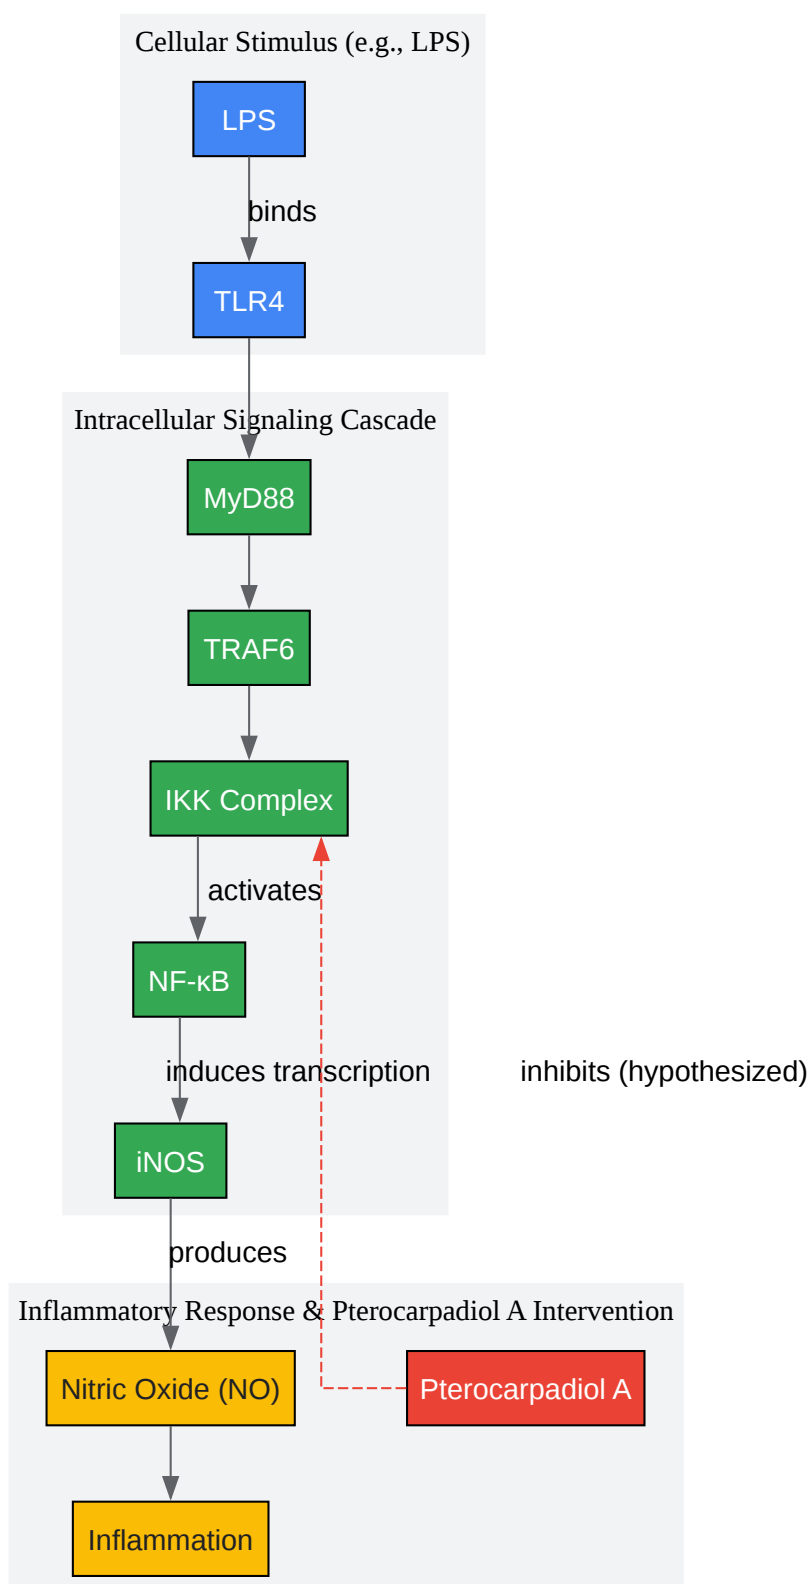 Cellular Stimulus (e.g., LPS)
LPS
binds
TLR4
Intracellular Signaling Cascade
MyD88
TRAF6
IKK Complex
activates
NF-κB
induces transcription
inhibits (hypothesized)
iNOS
produces
Inflammatory Response & Pterocarpadiol A Intervention
Nitric Oxide (NO)
Pterocarpadiol A
Inflammation